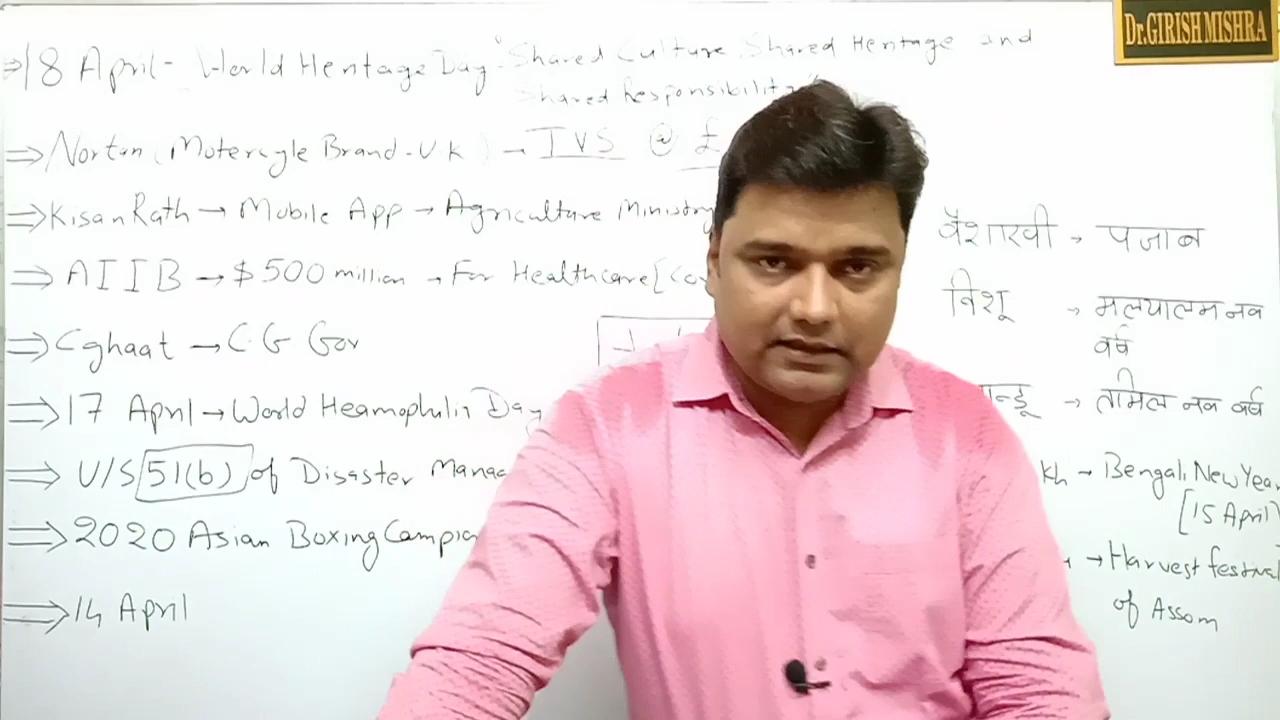 Dr.GIRISH MISHRA
⇒18 April - World Heritage Day "Shared Culture, Shared Heritage and
Shared Responsibility"
⇒ Norton (Motercycle Brand - UK) → TVS @ £
⇒ Kisan Rath → Mobile App → Agriculture Ministry
⇒ AIIB → $500 million → For Healthcare [Co
⇒ Cghaat → C.G Gov
⇒ 17 April → World Heamophulia Day
⇒ U/S 51(b) of Disaster Manag
⇒ 2020 Asian Boxing Campio
⇒ 14 April
वैशाखी → पंजाब
विशू → मलयालम नव
वर्ष
न्डू → तमिल नव वर्ष
kh → Bengali New Year
[15 April]
→ Harvest festival
of Assom